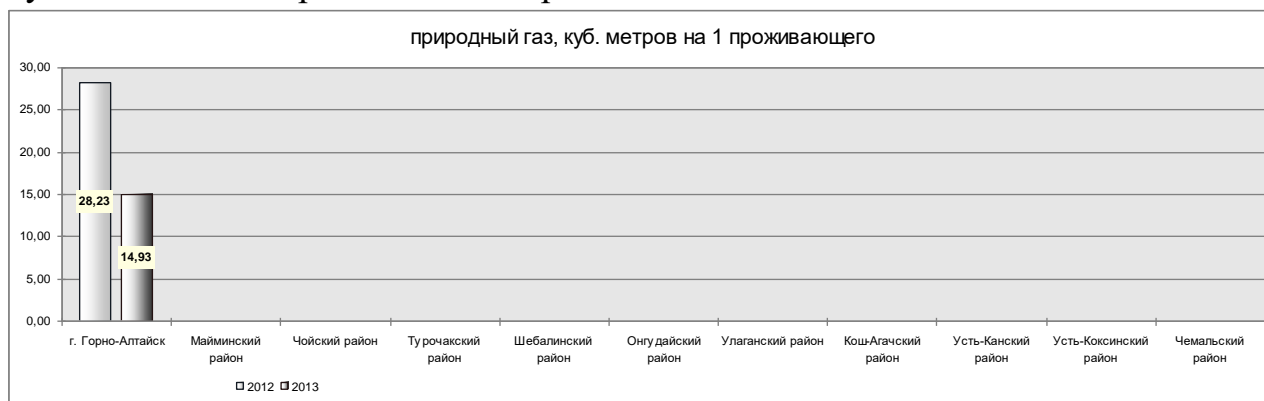 природный газ, куб. метров на 1 проживающего
30,00
25,00
20,00
15,00
10,00
5,00
0,00
28,23
14,93
г. Горно-Алтайск
Майминский район
Чойский район
Турочакский район
Шебалинский район
Онгудайский район
Улаганский район
Кош-Агачский район
Усть-Канский район
Усть-Коксинский район
Чемальский район
2012 2013